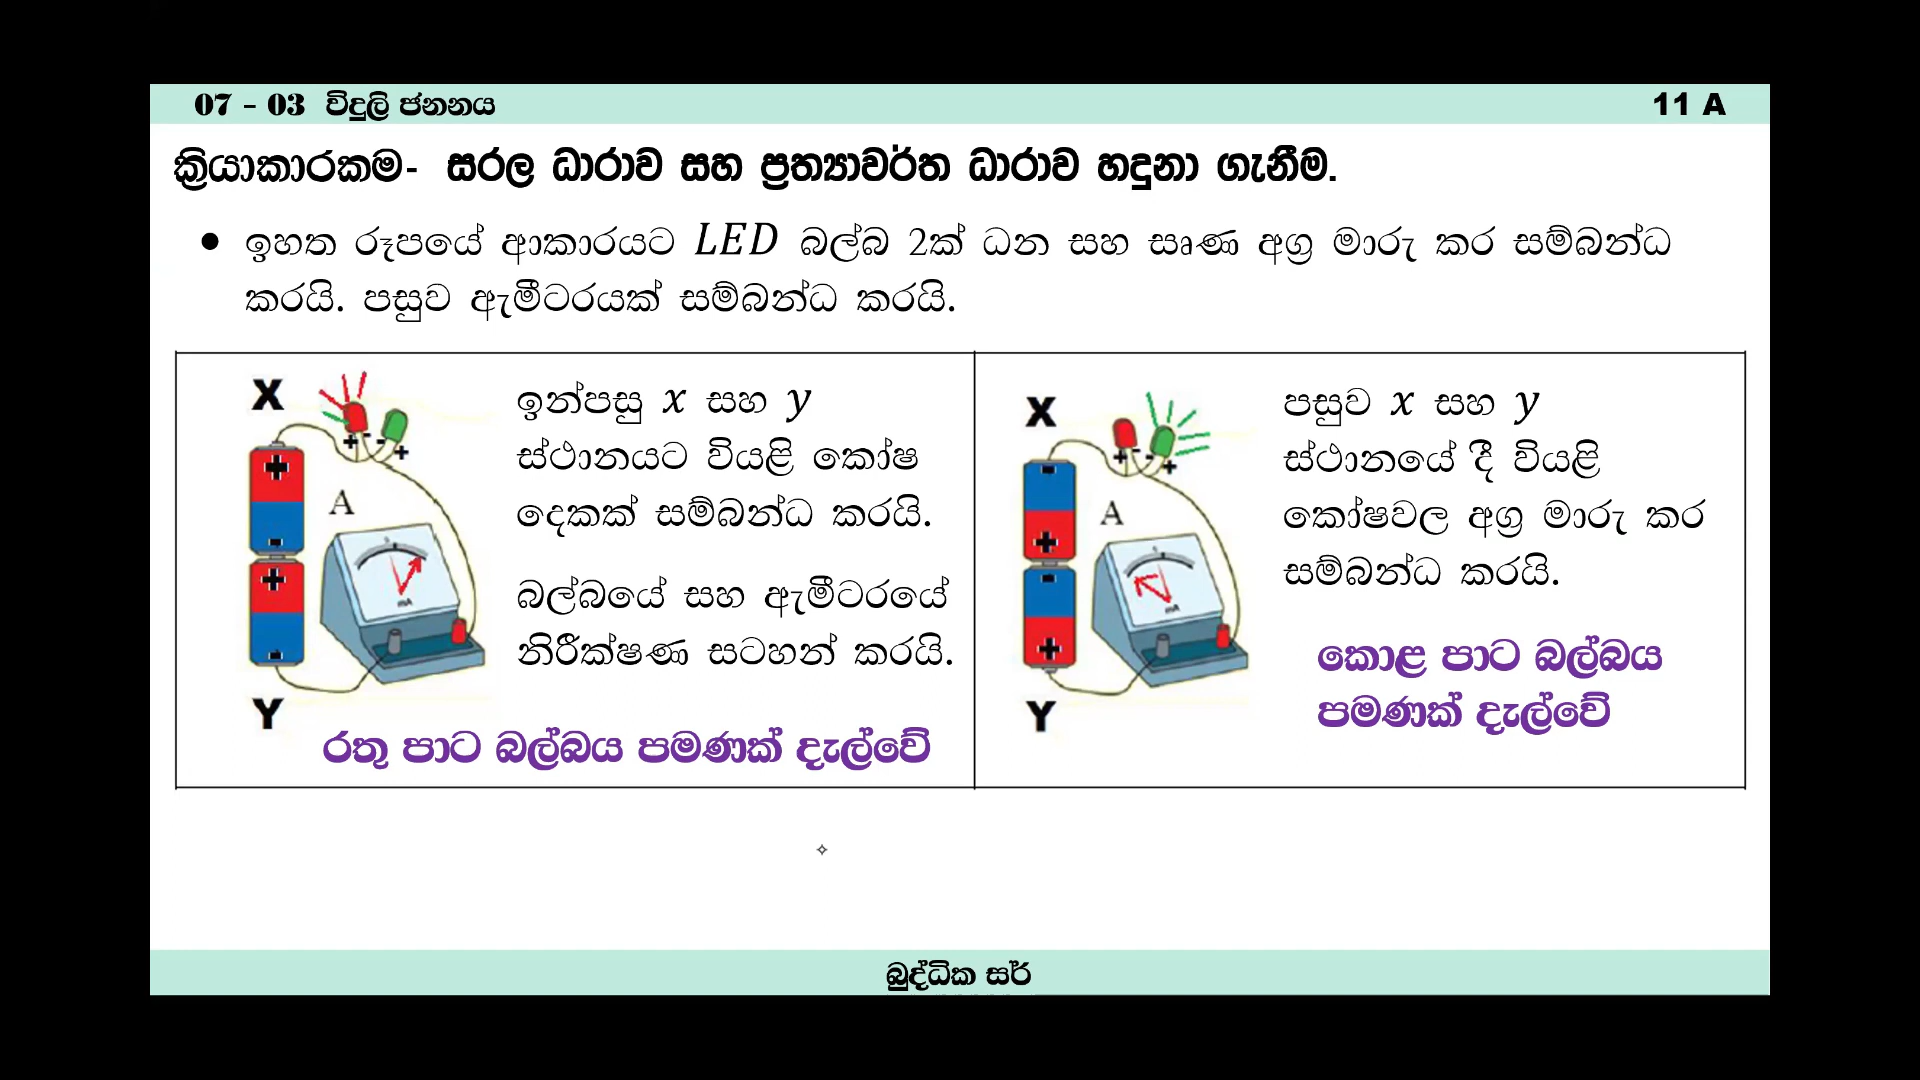 07 - 03 විදුලි ජනනය
11 A
ක්‍රියාකාරකම- සරල ධාරාව සහ ප්‍රත්‍යාවර්ත ධාරාව හඳුනා ගැනීම.
• ඉහත රූපයේ ආකාරයට LED බල්බ 2ක් ධන සහ සෘණ අග්‍ර මාරු කර සම්බන්ධ
කරයි. පසුව ඇමීටරයක් සම්බන්ධ කරයි.
X
+ - - +
+
-
+
-
A
mA
Y
ඉන්පසු x සහ y
ස්ථානයට වියළි කෝෂ
දෙකක් සම්බන්ධ කරයි.
බල්බයේ සහ ඇමීටරයේ
නිරීක්ෂණ සටහන් කරයි.
රතු පාට බල්බය පමණක් දැල්වේ
X
+ - - +
-
+
-
+
A
mA
Y
පසුව x සහ y
ස්ථානයේ දී වියළි
කෝෂවල අග්‍ර මාරු කර
සම්බන්ධ කරයි.
කොළ පාට බල්බය
පමණක් දැල්වේ
බුද්ධික සර්